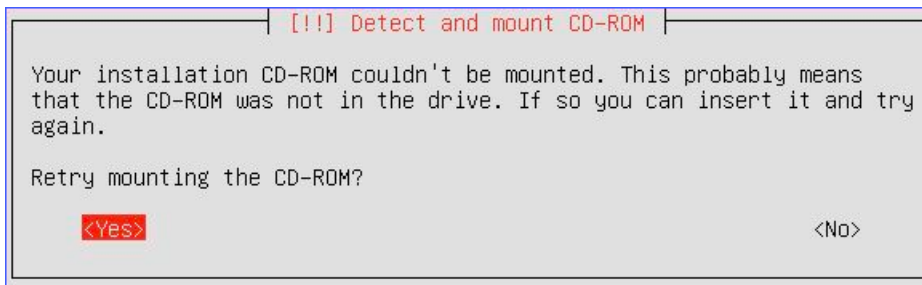 [!!] Detect and mount CD-ROM
Your installation CD-ROM couldn't be mounted. This probably means
that the CD-ROM was not in the drive. If so you can insert it and try
again.
Retry mounting the CD-ROM?
<Yes> <No>